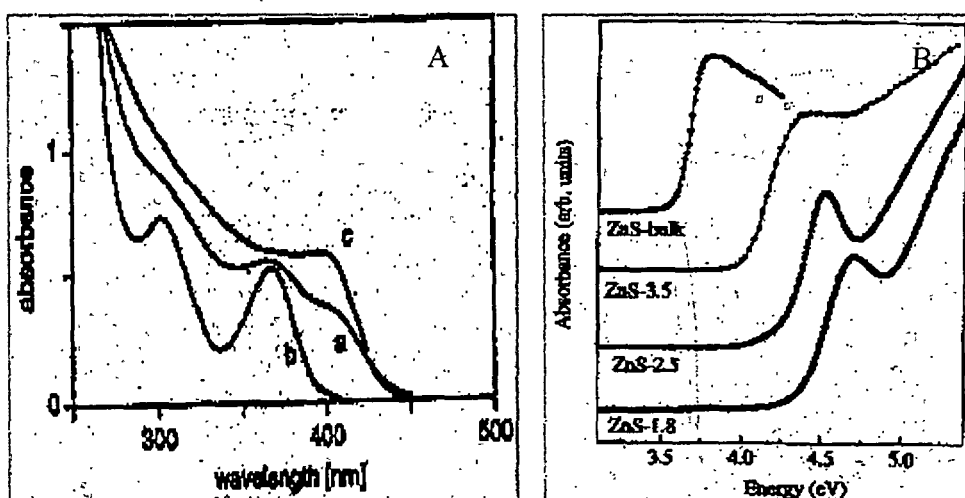 A
1
absorbance
0
c
b
a
300
400
500
wavelength [nm]
B
Absorbance (arb. units)
ZnS-bulk
ZnS-3.5
ZnS-2.5
ZnS-1.8
3.5
4.0
4.5
5.0
Energy (eV)